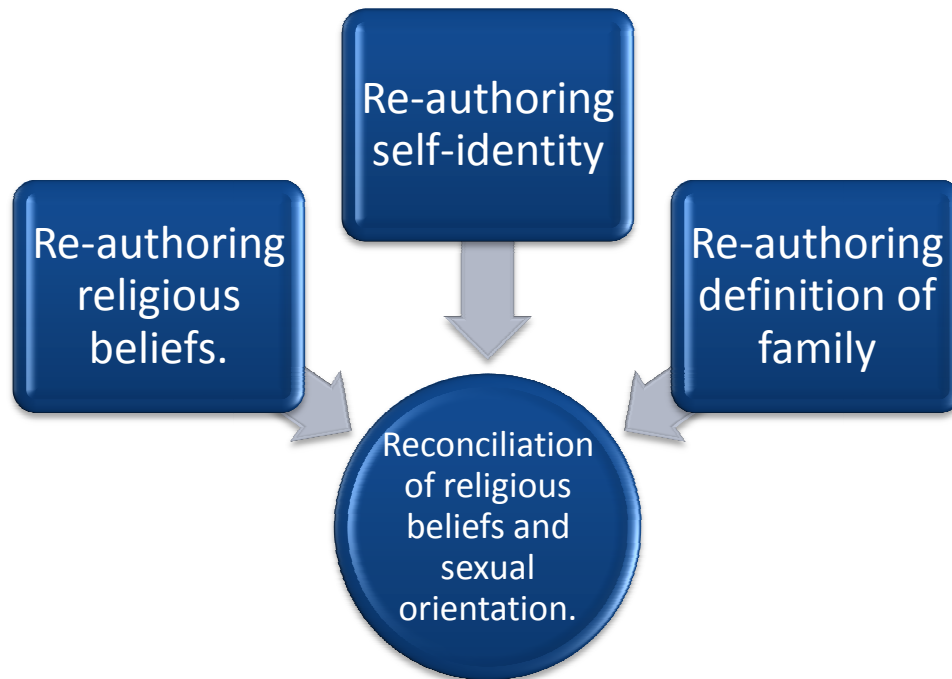 Re-authoring
self-identity
Re-authoring
religious
beliefs.
Re-authoring
definition of
family
Reconciliation
of religious
beliefs and
sexual
orientation.